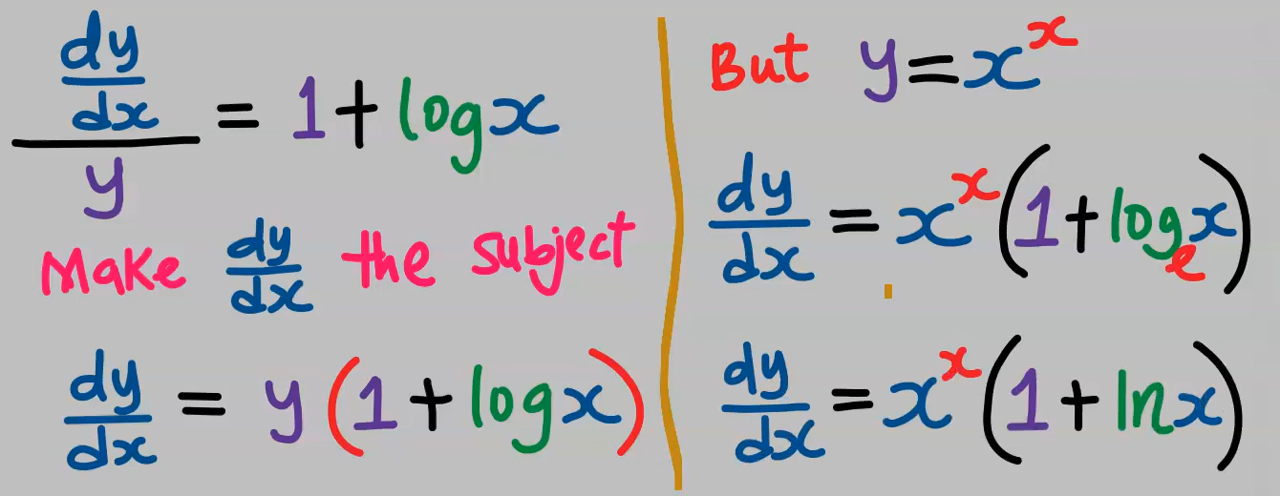 (dy/dx)/y = 1 + log x
Make dy/dx the subject
dy/dx = y(1 + log x)
But y = x^x
dy/dx = x^x(1 + log_e x)
dy/dx = x^x(1 + ln x)